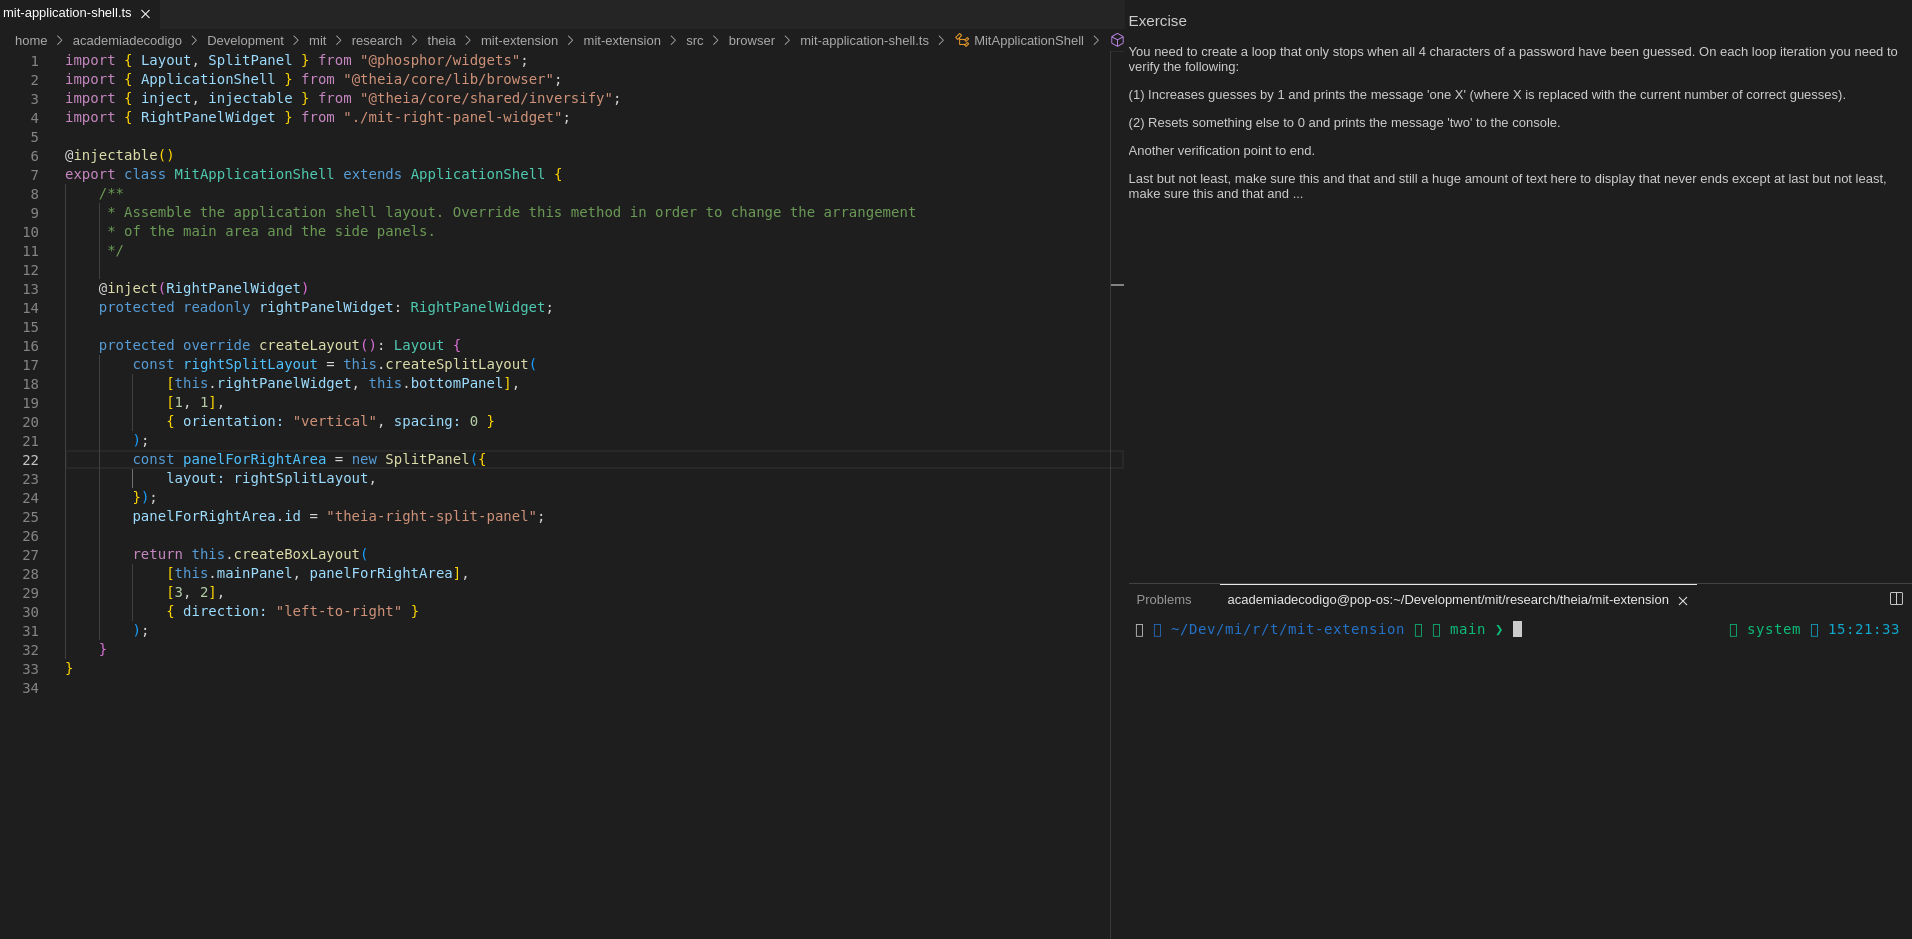 mit-application-shell.ts
home > academiadecodigo > Development > mit > research > theia > mit-extension > mit-extension > src > browser > mit-application-shell.ts > MitApplicationShell >
1 import { Layout, SplitPanel } from "@phosphor/widgets";
2 import { ApplicationShell } from "@theia/core/lib/browser";
3 import { inject, injectable } from "@theia/core/shared/inversify";
4 import { RightPanelWidget } from "./mit-right-panel-widget";
5
6 @injectable()
7 export class MitApplicationShell extends ApplicationShell {
8     /**
9      * Assemble the application shell layout. Override this method in order to change the arrangement
10      * of the main area and the side panels.
11      */
12
13     @inject(RightPanelWidget)
14     protected readonly rightPanelWidget: RightPanelWidget;
15
16     protected override createLayout(): Layout {
17         const rightSplitLayout = this.createSplitLayout(
18             [this.rightPanelWidget, this.bottomPanel],
19             [1, 1],
20             { orientation: "vertical", spacing: 0 }
21         );
22         const panelForRightArea = new SplitPanel({
23             layout: rightSplitLayout,
24         });
25         panelForRightArea.id = "theia-right-split-panel";
26
27         return this.createBoxLayout(
28             [this.mainPanel, panelForRightArea],
29             [3, 2],
30             { direction: "left-to-right" }
31         );
32     }
33 }
34
Exercise
You need to create a loop that only stops when all 4 characters of a password have been guessed. On each loop iteration you need to
verify the following:
(1) Increases guesses by 1 and prints the message 'one X' (where X is replaced with the current number of correct guesses).
(2) Resets something else to 0 and prints the message 'two' to the console.
Another verification point to end.
Last but not least, make sure this and that and still a huge amount of text here to display that never ends except at last but not least,
make sure this and that and ...
Problems academiadecodigo@pop-os:~/Development/mit/research/theia/mit-extension
~/Dev/mi/r/t/mit-extension main ❯ system 15:21:33